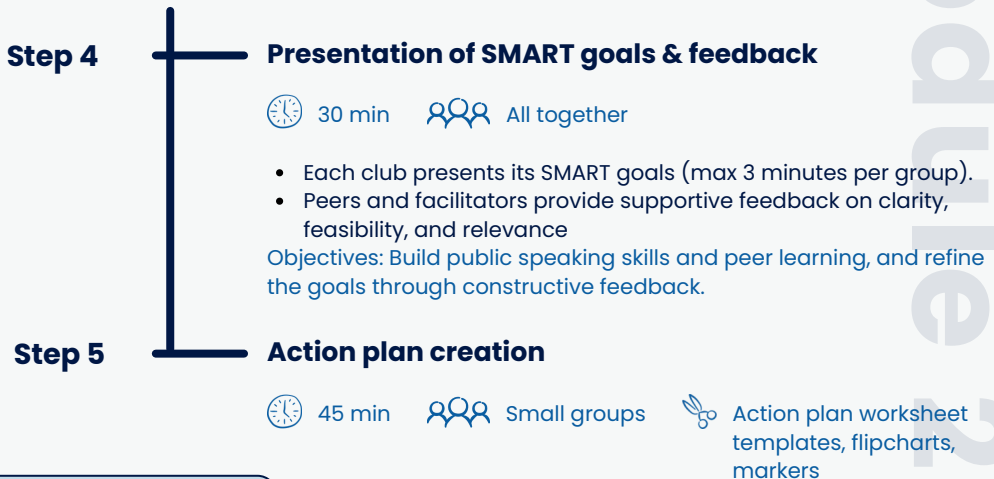 Step 4
Presentation of SMART goals & feedback
30 min
All together
• Each club presents its SMART goals (max 3 minutes per group).
• Peers and facilitators provide supportive feedback on clarity,
feasibility, and relevance
Objectives: Build public speaking skills and peer learning, and refine
the goals through constructive feedback.
Step 5
Action plan creation
45 min
Small groups
Action plan worksheet
templates, flipcharts,
markers
odule 2